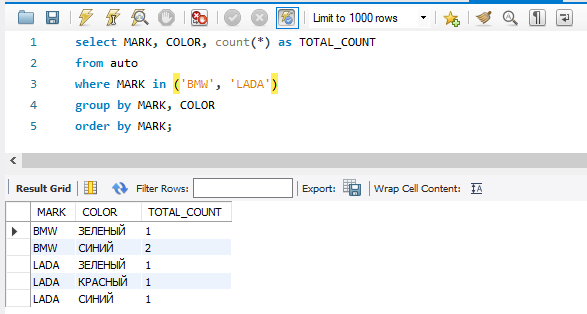 Limit to 1000 rows
1 select MARK, COLOR, count(*) as TOTAL_COUNT
2 from auto
3 where MARK in ('BMW', 'LADA')
4 group by MARK, COLOR
5 order by MARK;
Result Grid Filter Rows: Export: Wrap Cell Content:
MARK COLOR TOTAL_COUNT
BMW ЗЕЛЕНЫЙ 1
BMW СИНИЙ 2
LADA ЗЕЛЕНЫЙ 1
LADA КРАСНЫЙ 1
LADA СИНИЙ 1